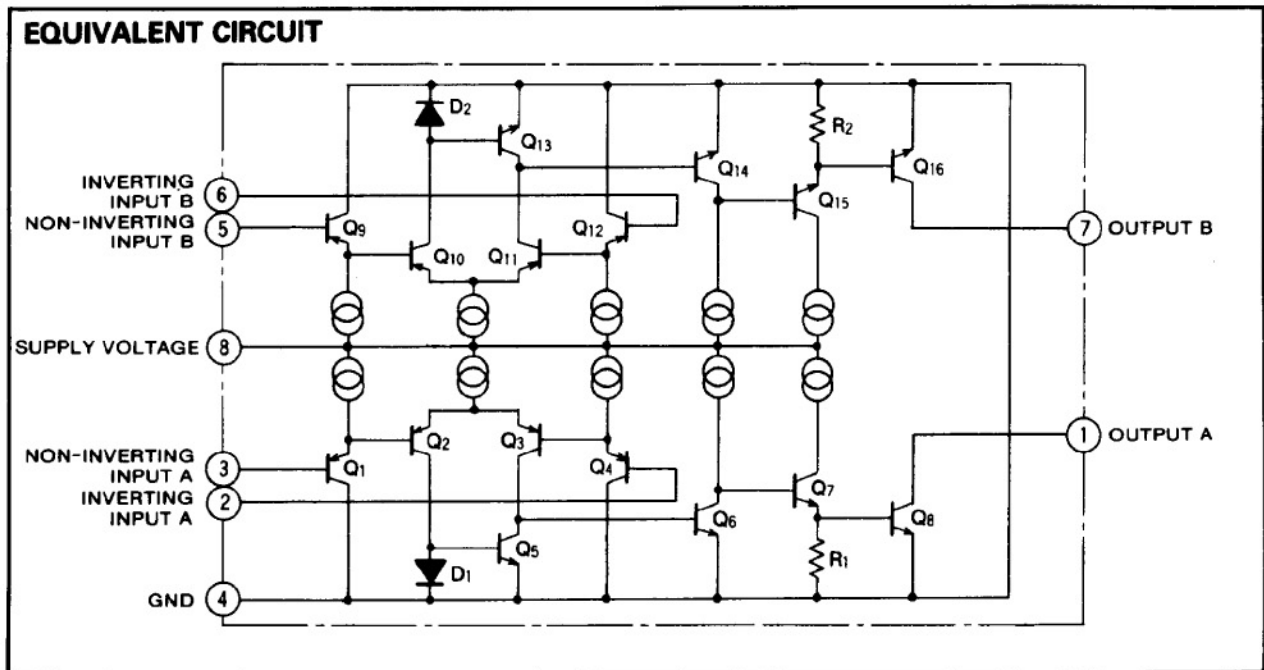 EQUIVALENT CIRCUIT
D2
Q13
R2
Q14
Q16
INVERTING
INPUT B
6
Q15
NON-INVERTING
INPUT B
5
Q9
Q12
7
OUTPUT B
Q10
Q11
SUPPLY VOLTAGE
8
Q2
Q3
1
OUTPUT A
NON-INVERTING
INPUT A
3
Q1
Q4
INVERTING
INPUT A
2
Q7
Q6
Q8
Q5
R1
D1
GND
4